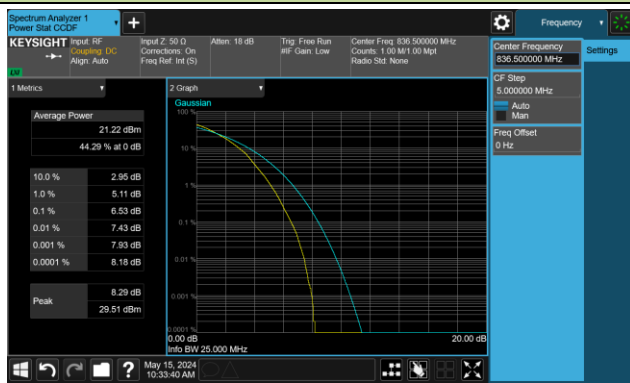 Spectrum Analyzer 1
Power Stat CCDF
Frequency
KEYSIGHT
Input: RF
Coupling: DC
Align: Auto
Input Z: 50 Ω
Corrections: On
Freq Ref: Int (S)
Atten: 18 dB
Trig: Free Run
#IF Gain: Low
Center Freq: 836.500000 MHz
Counts: 1.00 M/1.00 Mpt
Radio Std: None
Center Frequency
836.500000 MHz
Settings
CF Step
5.000000 MHz
Auto
Man
Freq Offset
0 Hz
1 Metrics
Average Power
21.22 dBm
44.29 % at 0 dB
10.0 % 2.95 dB
1.0 % 5.11 dB
0.1 % 6.53 dB
0.01 % 7.43 dB
0.001 % 7.93 dB
0.0001 % 8.18 dB
Peak
8.29 dB
29.51 dBm
2 Graph
Gaussian
100 %
10 %
1 %
0.1 %
0.01 %
0.001 %
0.0001 %
0.00 dB 20.00 dB
Info BW 25.000 MHz
?
May 15, 2024
10:33:40 AM